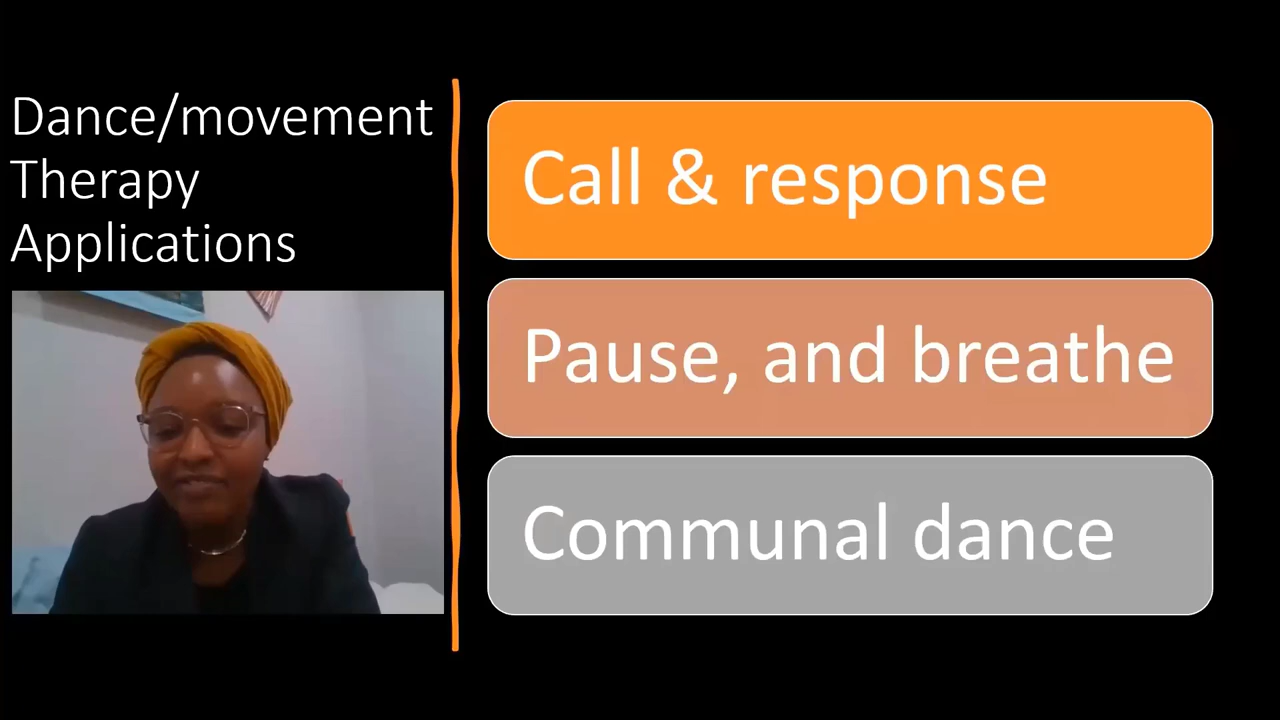 Dance/movement
Therapy
Applications
Call & response
Pause, and breathe
Communal dance